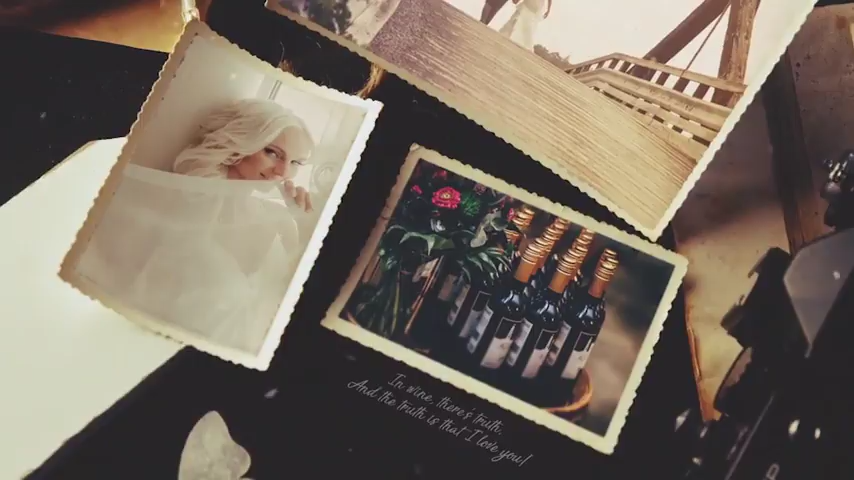 In wine, there's truth,
And the truth is that I love you!